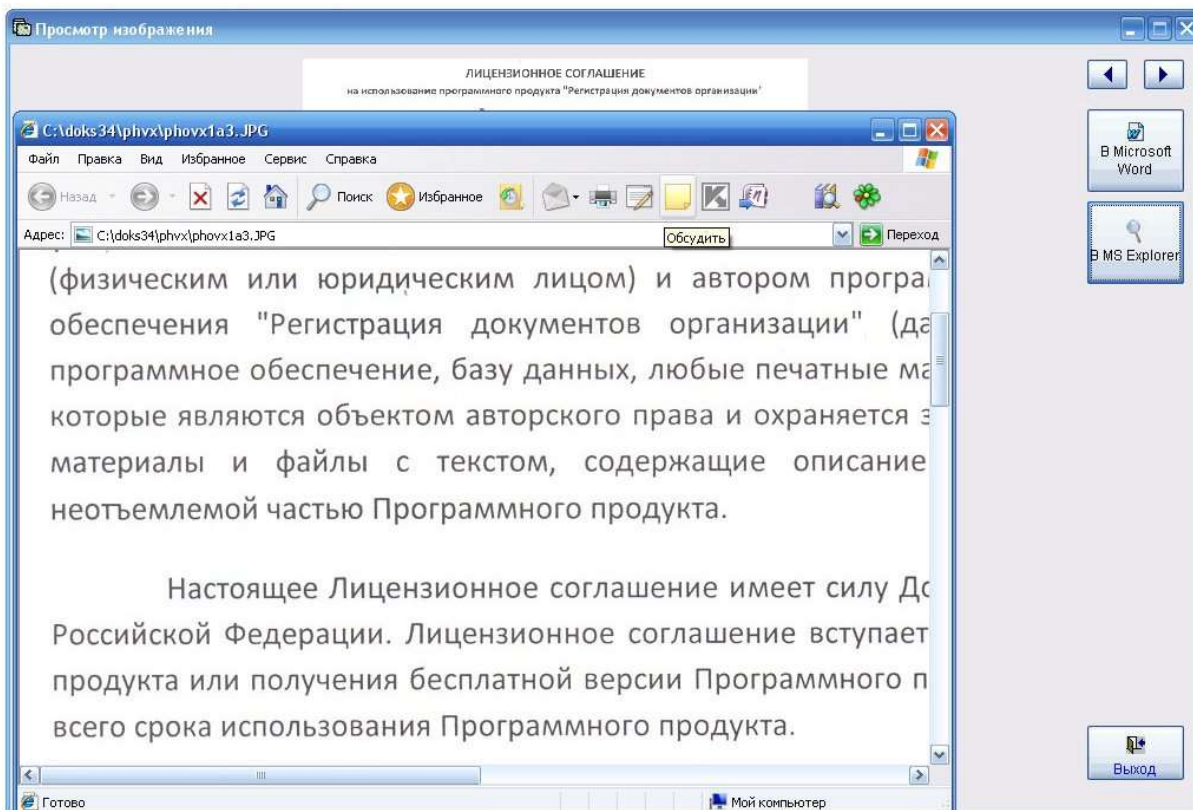 Просмотр изображения
ЛИЦЕНЗИОННОЕ СОГЛАШЕНИЕ
на использование программного продукта "Регистрация документов организации"
C:\doks34\phvx\phovx1a3.JPG
Файл Правка Вид Избранное Сервис Справка
Назад Поиск Избранное
Адрес: C:\doks34\phvx\phovx1a3.JPG Переход
Обсудить
(физическим или юридическим лицом) и автором програ
обеспечения "Регистрация документов организации" (да
программное обеспечение, базу данных, любые печатные ма
которые являются объектом авторского права и охраняется з
материалы и файлы с текстом, содержащие описание
неотъемлемой частью Программного продукта.
Настоящее Лицензионное соглашение имеет силу До
Российской Федерации. Лицензионное соглашение вступает
продукта или получения бесплатной версии Программного п
всего срока использования Программного продукта.
Готово Мой компьютер
В Microsoft
Word
В MS Explorer
Выход